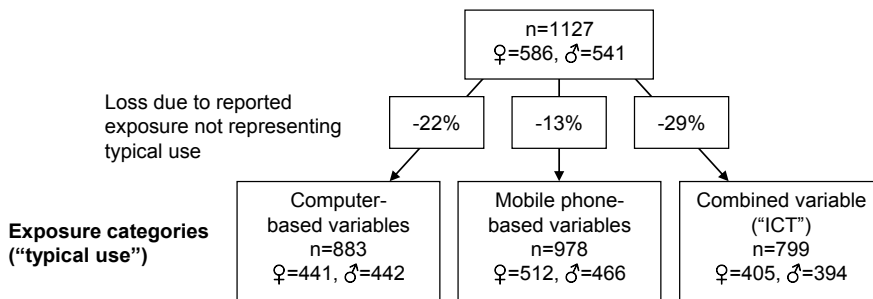 n=1127
♀=586, ♂=541
Loss due to reported
exposure not representing
typical use
-22%
-13%
-29%
Exposure categories
(“typical use”)
Computer-
based variables
n=883
♀=441, ♂=442
Mobile phone-
based variables
n=978
♀=512, ♂=466
Combined variable
(“ICT”)
n=799
♀=405, ♂=394